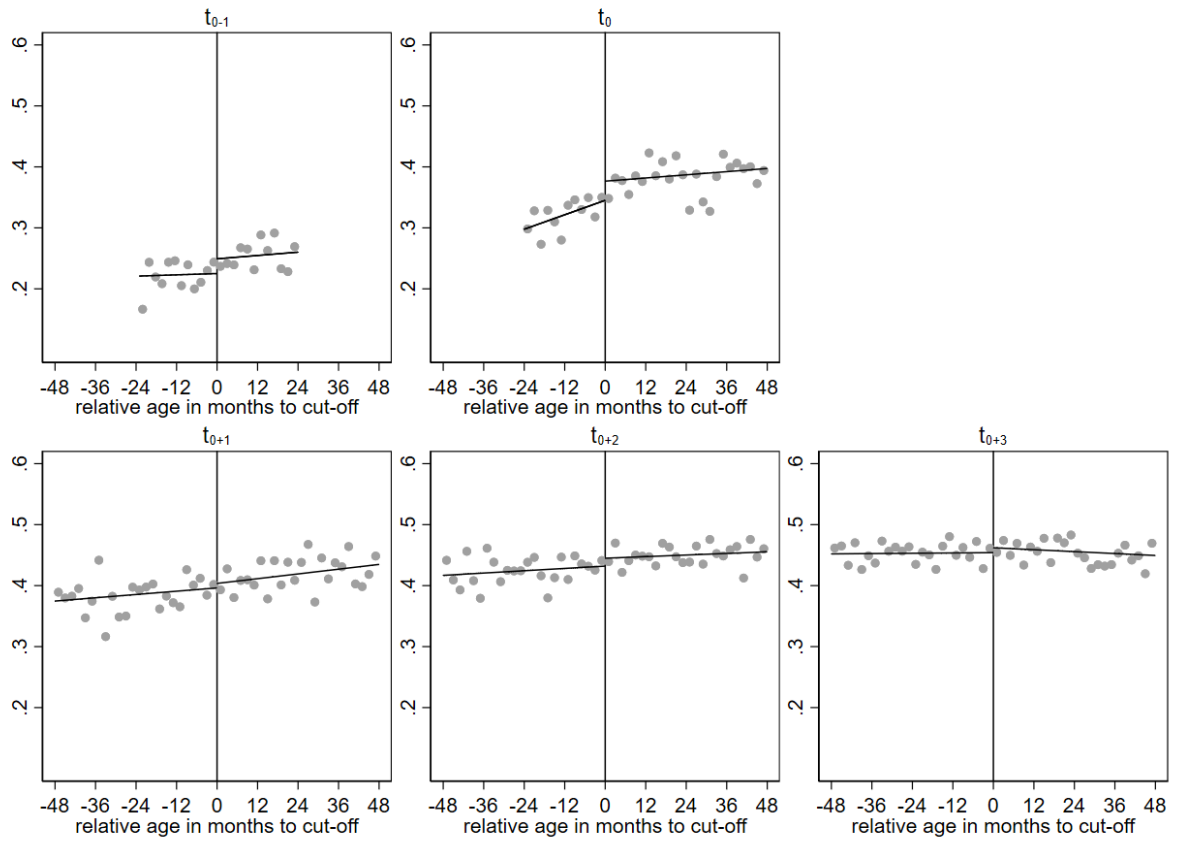 t0-1
.6
.5
.4
.3
.2
-48 -36 -24 -12 0 12 24 36 48
relative age in months to cut-off
t0
.6
.5
.4
.3
.2
-48 -36 -24 -12 0 12 24 36 48
relative age in months to cut-off
t0+1
.6
.5
.4
.3
.2
-48 -36 -24 -12 0 12 24 36 48
relative age in months to cut-off
t0+2
.6
.5
.4
.3
.2
-48 -36 -24 -12 0 12 24 36 48
relative age in months to cut-off
t0+3
.6
.5
.4
.3
.2
-48 -36 -24 -12 0 12 24 36 48
relative age in months to cut-off